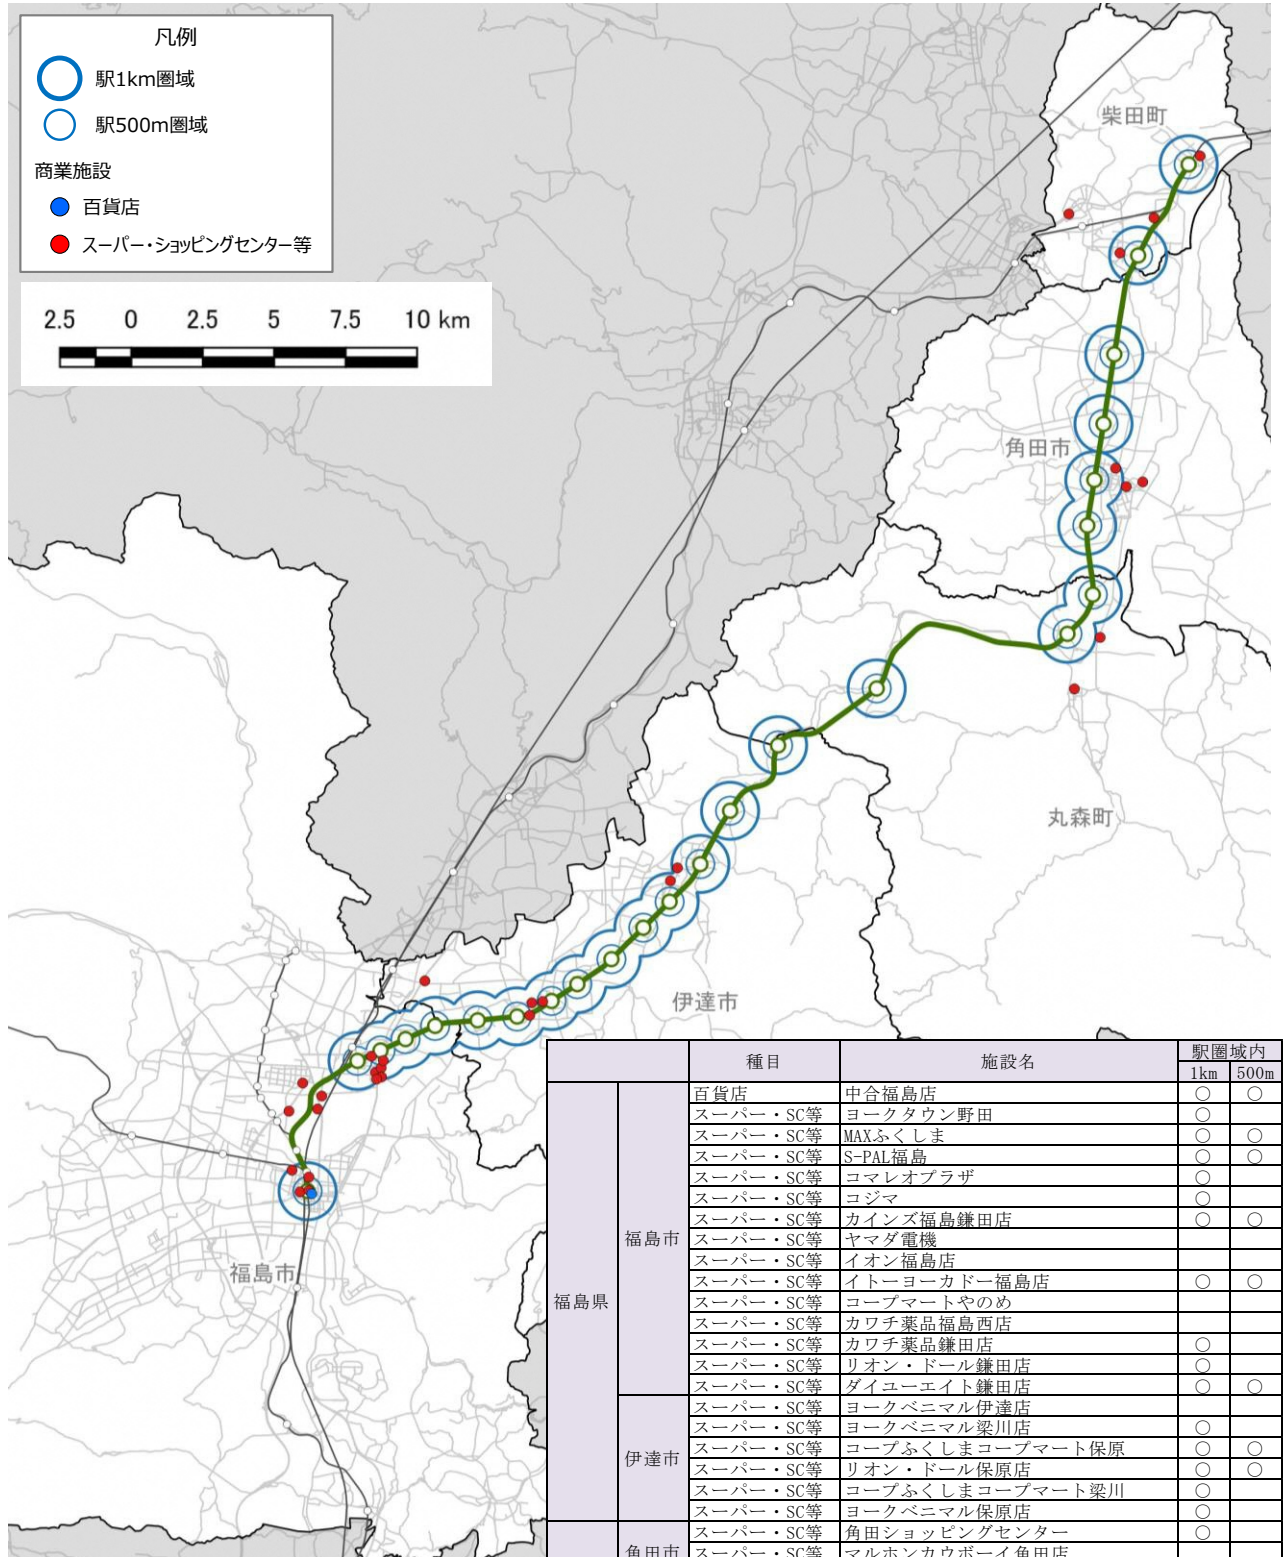 凡例
駅1km圏域
駅500m圏域
商業施設
百貨店
スーパー・ショッピングセンター等
2.5 0 2.5 5 7.5 10 km
柴田町
角田市
丸森町
伊達市
福島市
種目 施設名 駅圏域内
1km 500m
福島県 福島市 百貨店 中合福島店 ○ ○
スーパー・SC等 ヨークタウン野田 ○
スーパー・SC等 MAXふくしま ○ ○
スーパー・SC等 S-PAL福島 ○ ○
スーパー・SC等 コマレオプラザ ○
スーパー・SC等 コジマ ○
スーパー・SC等 カインズ福島鎌田店 ○ ○
スーパー・SC等 ヤマダ電機
スーパー・SC等 イオン福島店
スーパー・SC等 イトーヨーカドー福島店 ○ ○
スーパー・SC等 コープマートやのめ
スーパー・SC等 カワチ薬品福島西店
スーパー・SC等 カワチ薬品鎌田店 ○
スーパー・SC等 リオン・ドール鎌田店 ○
スーパー・SC等 ダイユーエイト鎌田店 ○ ○
伊達市 スーパー・SC等 ヨークベニマル伊達店
スーパー・SC等 ヨークベニマル梁川店 ○
スーパー・SC等 コープふくしまコープマート保原 ○ ○
スーパー・SC等 リオン・ドール保原店 ○ ○
スーパー・SC等 コープふくしまコープマート梁川 ○
スーパー・SC等 ヨークベニマル保原店 ○
角田市 スーパー・SC等 角田ショッピングセンター ○
スーパー・SC等 マルホンカウボーイ角田店